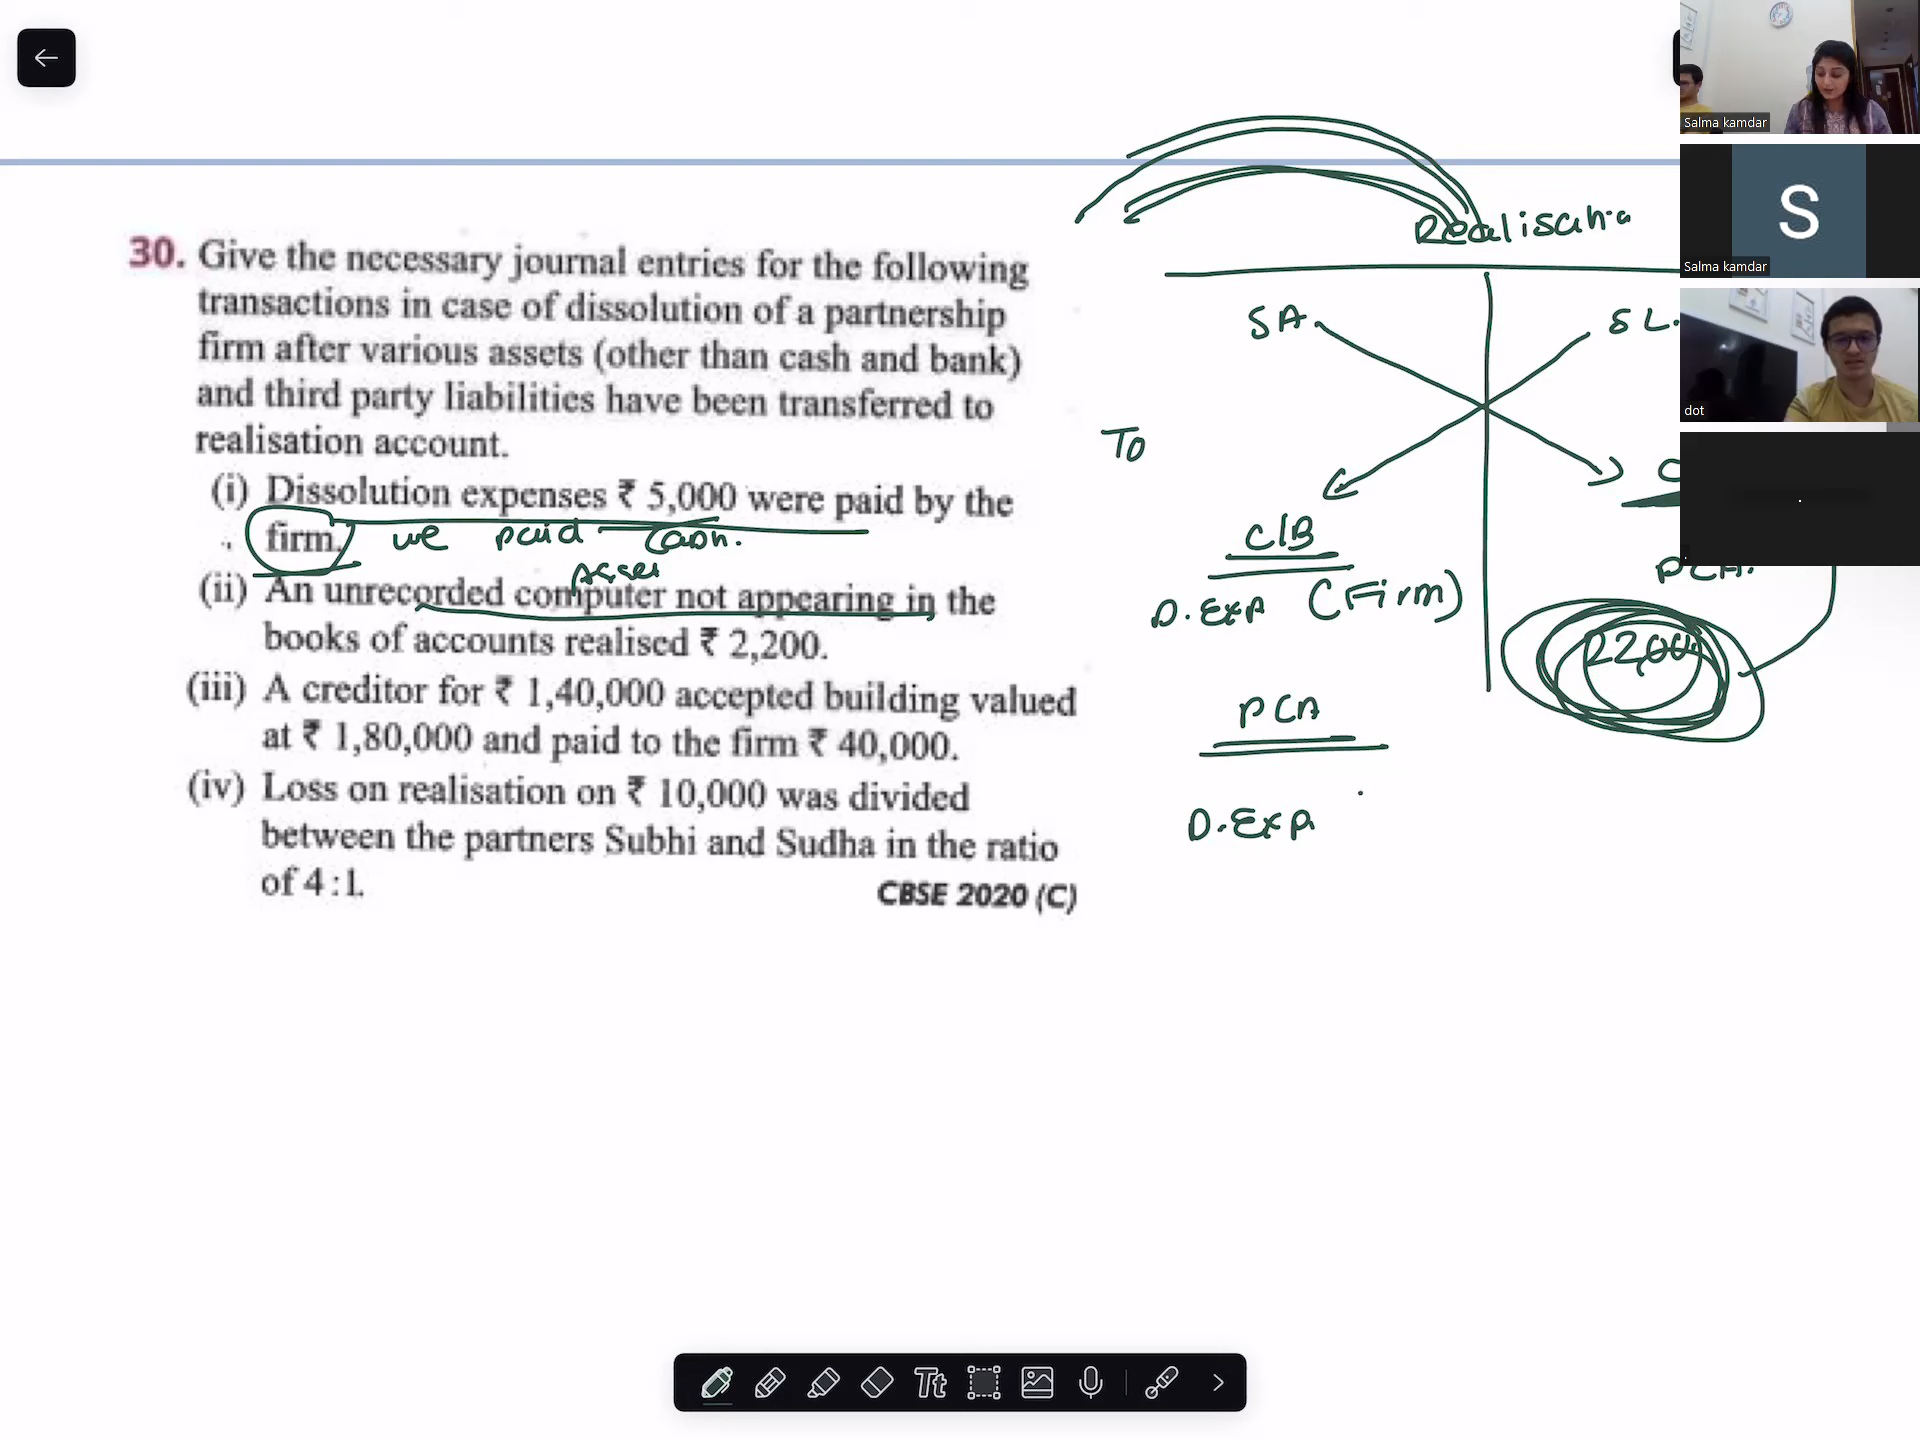 Salma kamdar
S
Salma kamdar
dot
30. Give the necessary journal entries for the following
transactions in case of dissolution of a partnership
firm after various assets (other than cash and bank)
and third party liabilities have been transferred to
realisation account.
(i) Dissolution expenses ₹ 5,000 were paid by the
firm. we paid cash.
Asset
(ii) An unrecorded computer not appearing in the
books of accounts realised ₹ 2,200.
(iii) A creditor for ₹ 1,40,000 accepted building valued
at ₹ 1,80,000 and paid to the firm ₹ 40,000.
(iv) Loss on realisation on ₹ 10,000 was divided
between the partners Subhi and Sudha in the ratio
of 4:1.
CBSE 2020 (C)
SA. SL.
To
C/B
D.Exp (Firm)
PCA.
PCA
D.Exp.
Tt